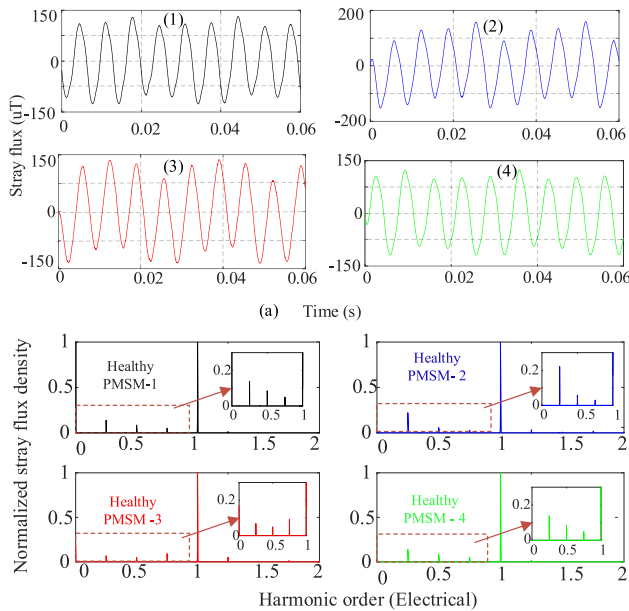 Stray flux (uT)
150
(1)
0
-150
0 0.02 0.04 0.06
200
(2)
0
-200
0 0.02 0.04 0.06
150
(3)
0
-150
0 0.02 0.04 0.06
150
(4)
0
-150
0 0.02 0.04 0.06
(a) Time (s)
Normalized stray flux density
1
Healthy
PMSM-1
0.5
0
0 0.5 1 1.5 2
0.2
0
0 0.5 1
1
Healthy
PMSM- 2
0.5
0
0 0.5 1 1.5 2
0.2
0
0 0.5 1
1
Healthy
PMSM -3
0.5
0
0 0.5 1 1.5 2
0.2
0
0 0.5 1
1
Healthy
PMSM - 4
0.5
0
0 0.5 1 1.5 2
0.2
0
0 0.5 1
Harmonic order (Electrical)